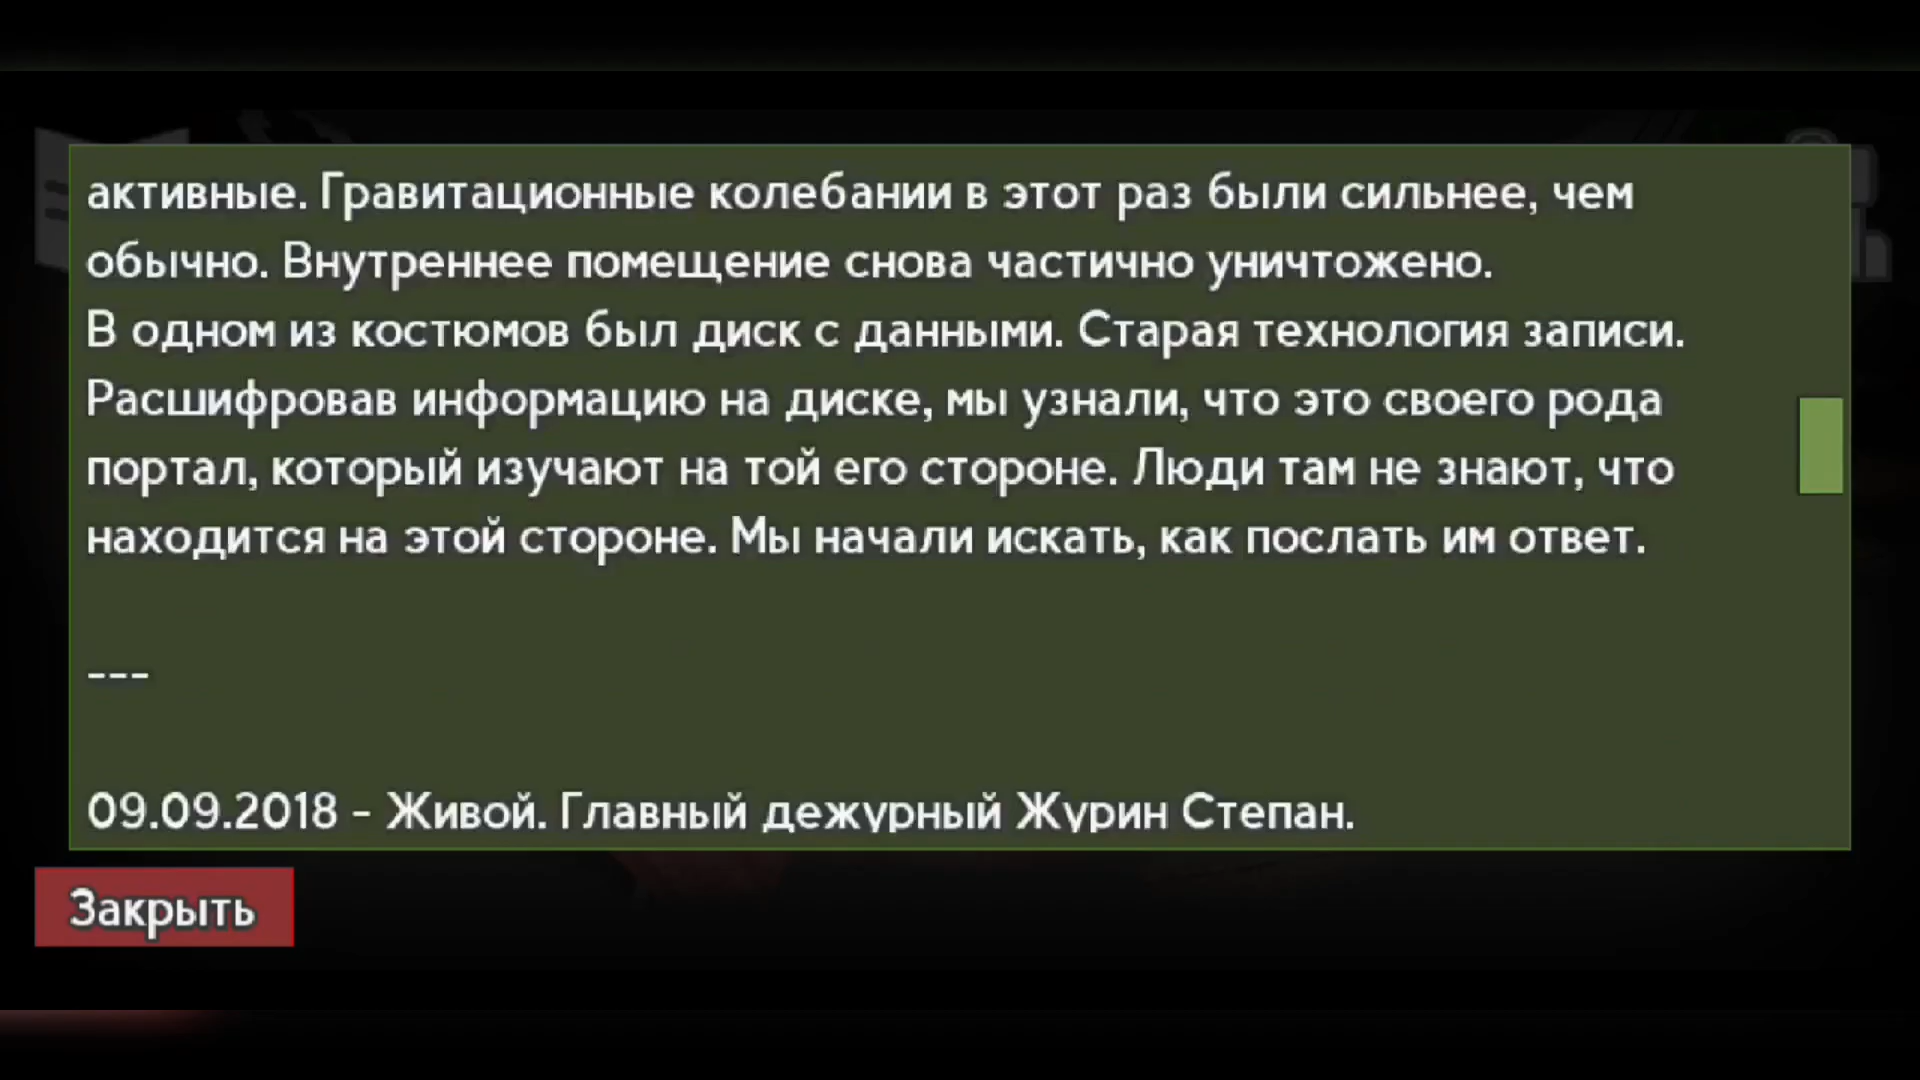 активные. Гравитационные колебании в этот раз были сильнее, чем
обычно. Внутреннее помещение снова частично уничтожено.
В одном из костюмов был диск с данными. Старая технология записи.
Расшифровав информацию на диске, мы узнали, что это своего рода
портал, который изучают на той его стороне. Люди там не знают, что
находится на этой стороне. Мы начали искать, как послать им ответ.
---
09.09.2018 - Живой. Главный дежурный Журин Степан.
Закрыть